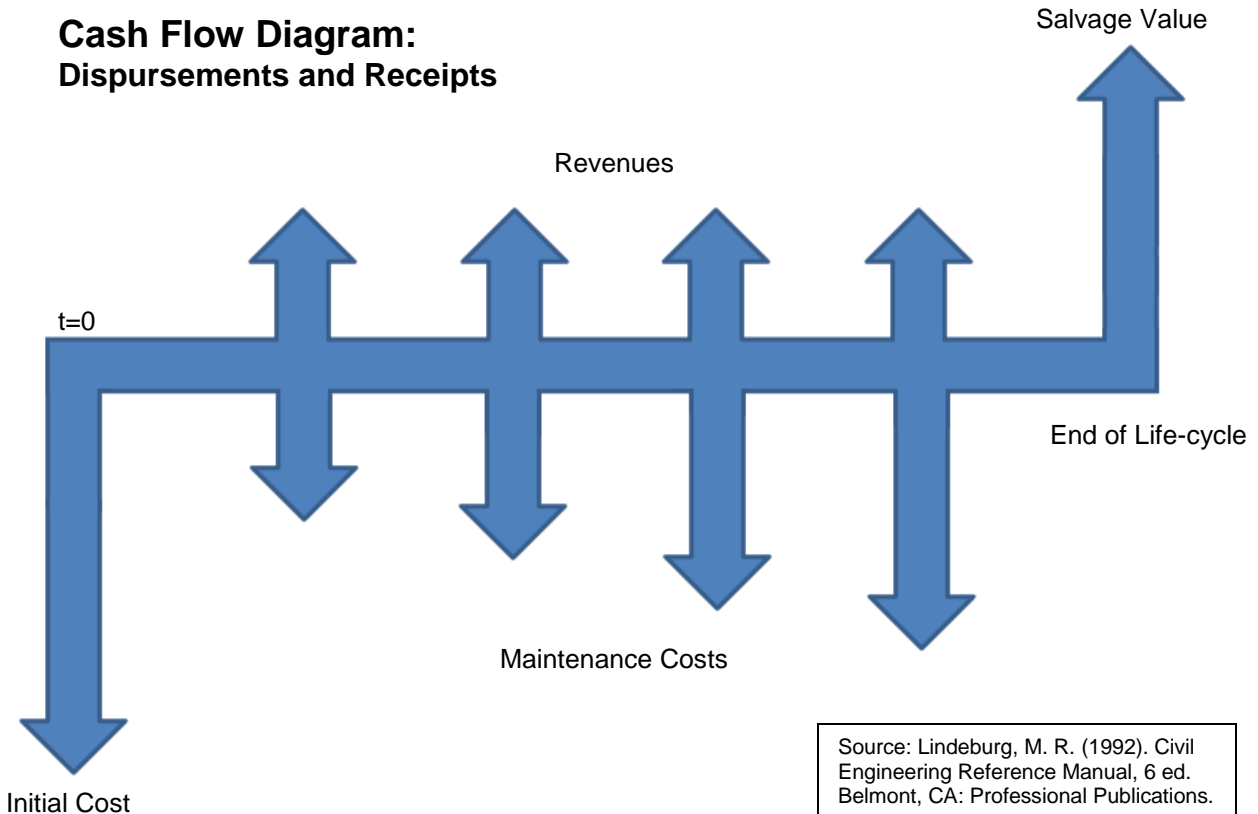 Cash Flow Diagram:
Dispursements and Receipts
Salvage Value
Revenues
t=0
End of Life-cycle
Maintenance Costs
Initial Cost
Source: Lindeburg, M. R. (1992). Civil
Engineering Reference Manual, 6 ed.
Belmont, CA: Professional Publications.